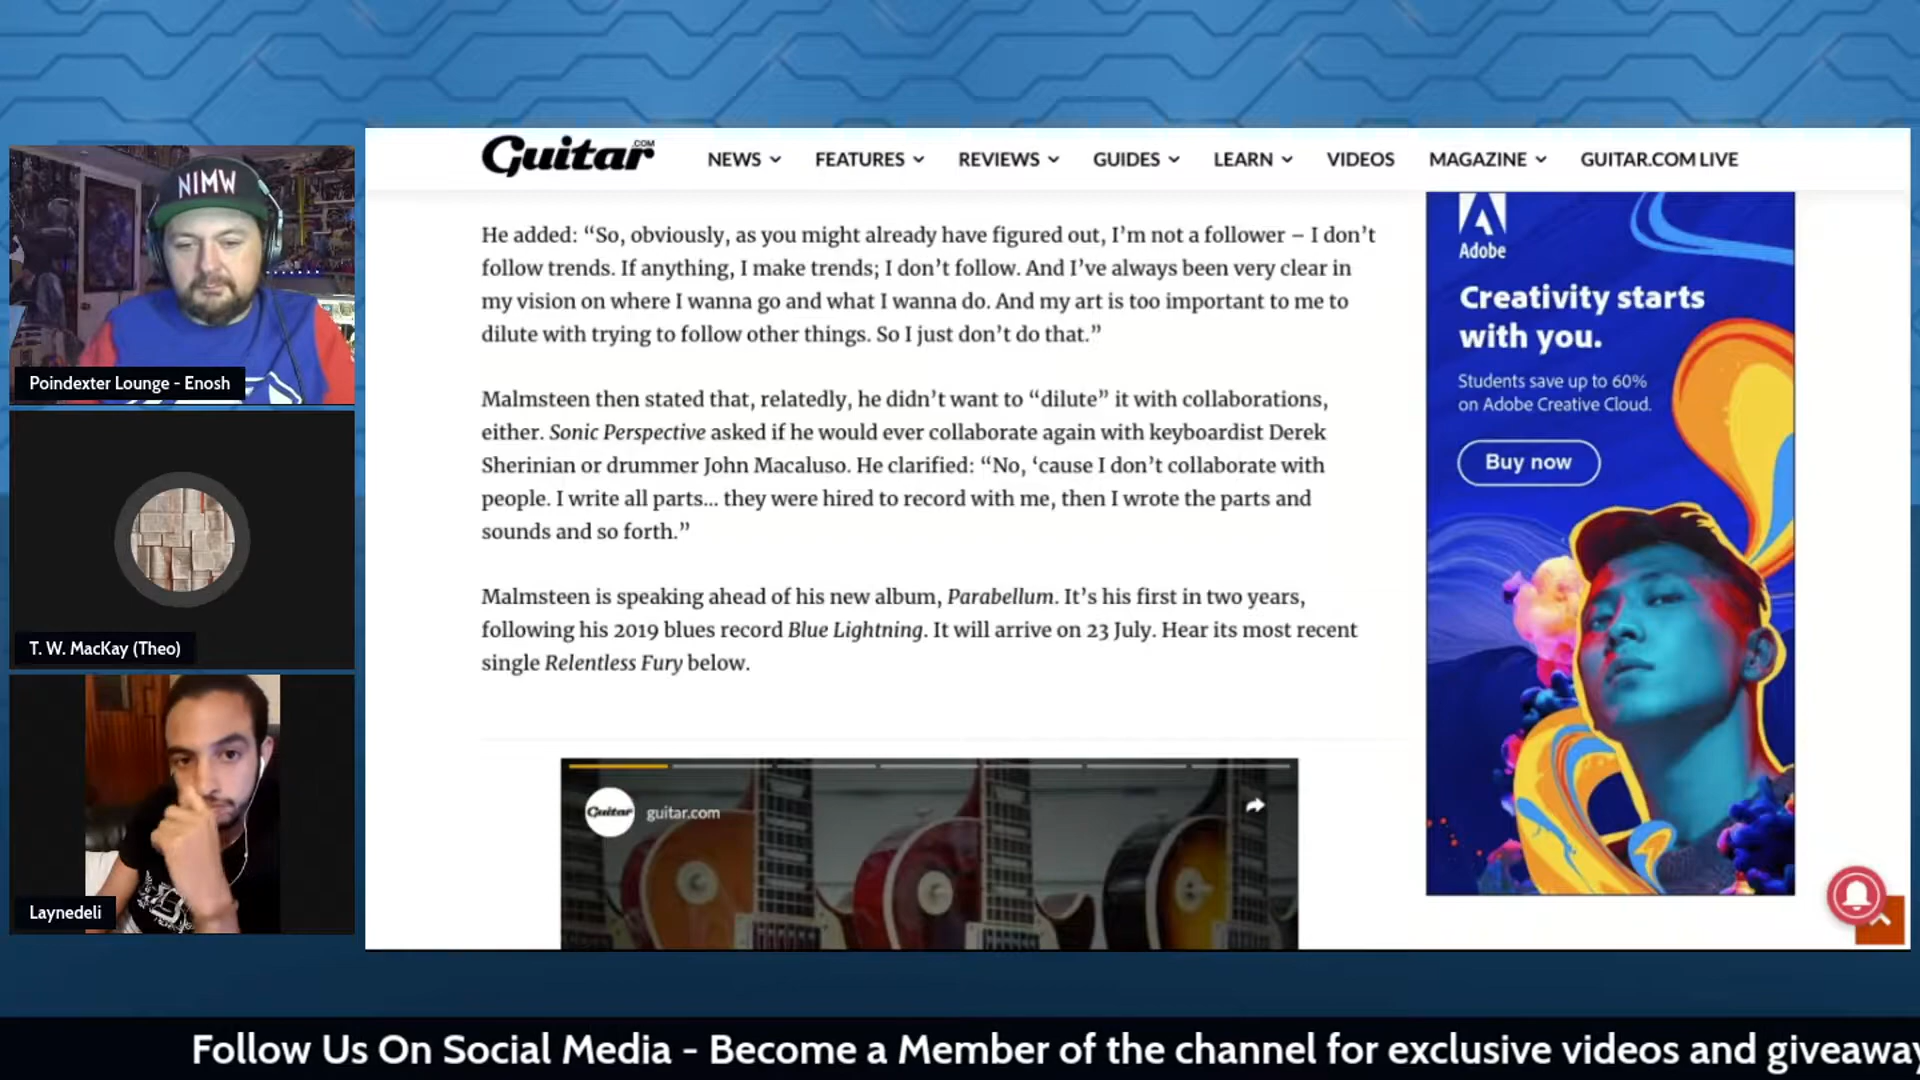 Guitar.COM
NEWS FEATURES REVIEWS GUIDES LEARN VIDEOS MAGAZINE GUITAR.COM LIVE
NIMW
Poindexter Lounge - Enosh
T. W. MacKay (Theo)
Laynedeli
He added: “So, obviously, as you might already have figured out, I’m not a follower – I don’t
follow trends. If anything, I make trends; I don’t follow. And I’ve always been very clear in
my vision on where I wanna go and what I wanna do. And my art is too important to me to
dilute with trying to follow other things. So I just don’t do that.”
Malmsteen then stated that, relatedly, he didn’t want to “dilute” it with collaborations,
either. Sonic Perspective asked if he would ever collaborate again with keyboardist Derek
Sherinian or drummer John Macaluso. He clarified: “No, ‘cause I don’t collaborate with
people. I write all parts... they were hired to record with me, then I wrote the parts and
sounds and so forth.”
Malmsteen is speaking ahead of his new album, Parabellum. It’s his first in two years,
following his 2019 blues record Blue Lightning. It will arrive on 23 July. Hear its most recent
single Relentless Fury below.
Guitar guitar.com
Adobe
Creativity starts
with you.
Students save up to 60%
on Adobe Creative Cloud.
Buy now
Follow Us On Social Media - Become a Member of the channel for exclusive videos and giveaway